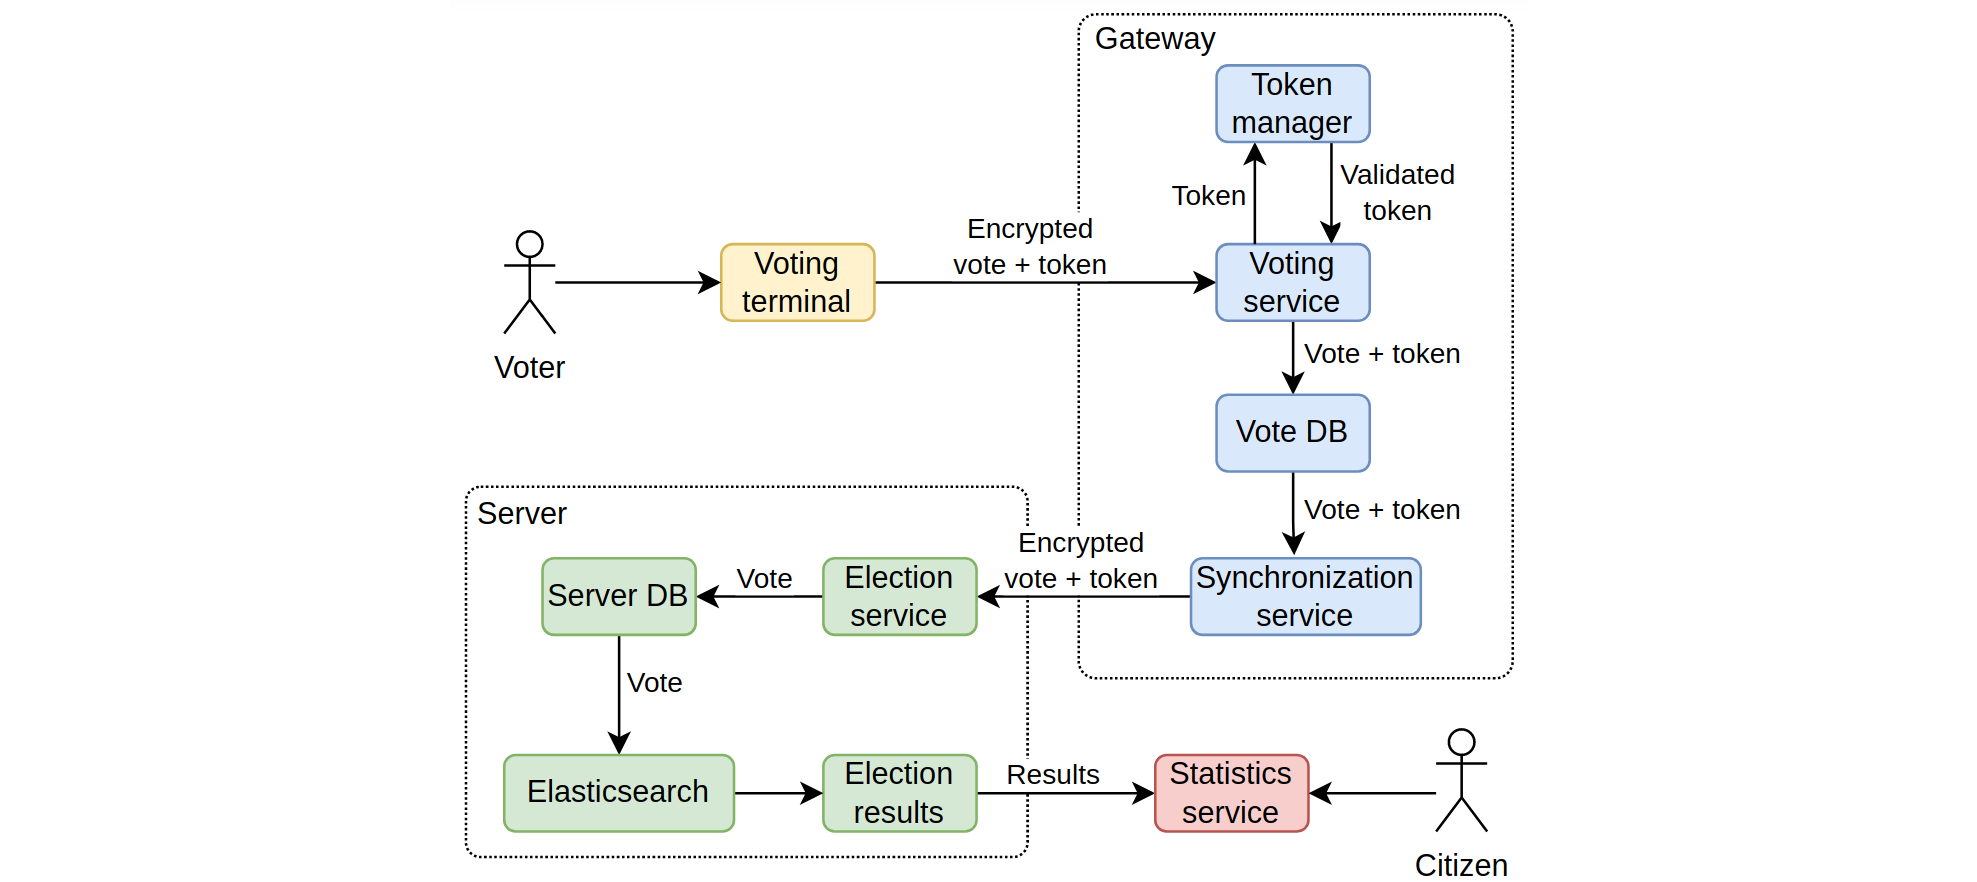 Gateway
Token
manager
Token
Validated
token
Encrypted
vote + token
Voting
terminal
Voting
service
Voter
Vote + token
Vote DB
Vote + token
Server
Encrypted
vote + token
Server DB
Vote
Election
service
Synchronization
service
Vote
Elasticsearch
Election
results
Results
Statistics
service
Citizen